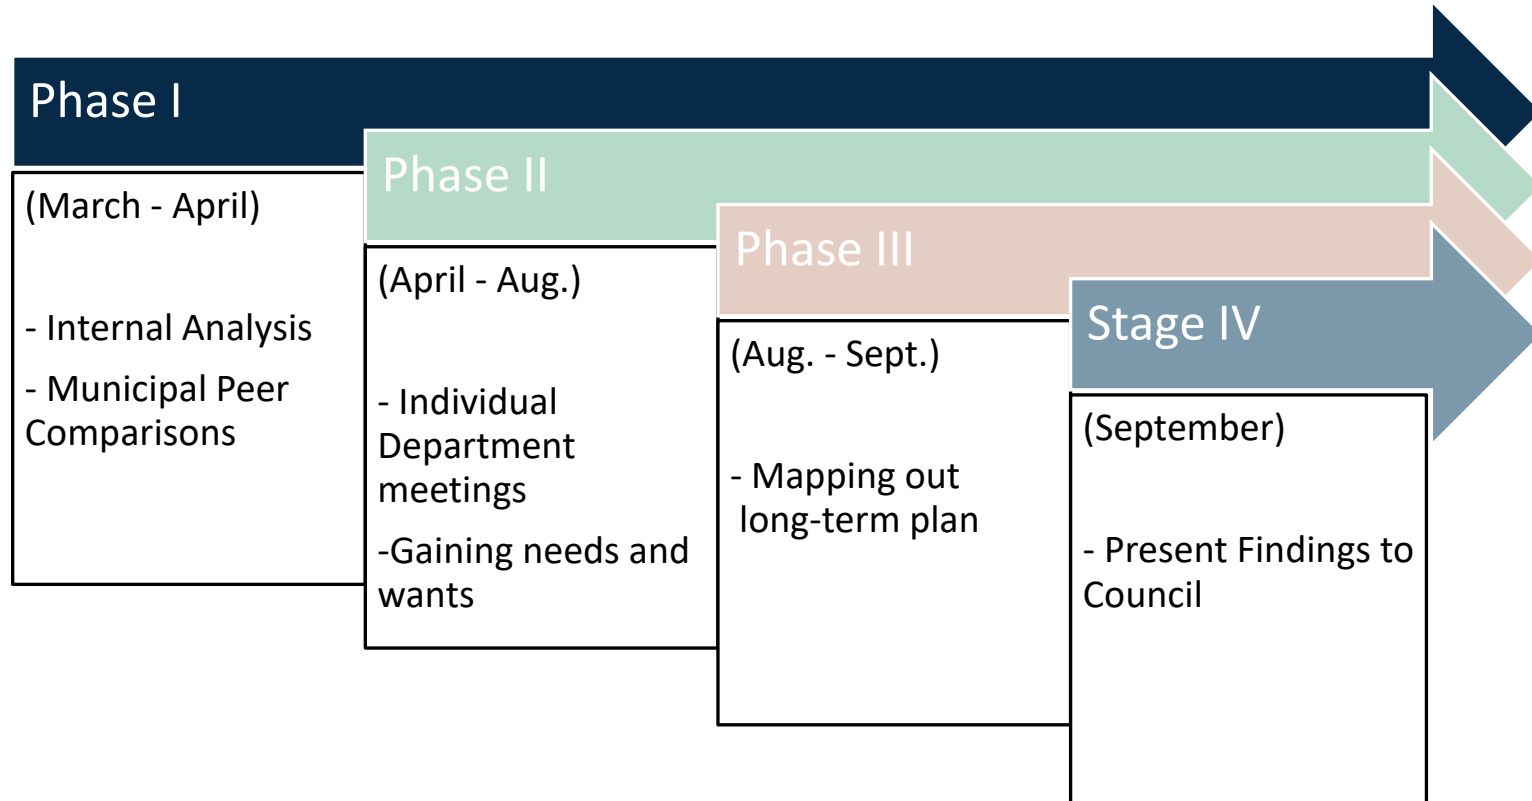 Phase I
(March - April)
- Internal Analysis
- Municipal Peer
Comparisons
Phase II
(April - Aug.)
- Individual
Department
meetings
-Gaining needs and
wants
Phase III
(Aug. - Sept.)
- Mapping out
long-term plan
Stage IV
(September)
- Present Findings to
Council